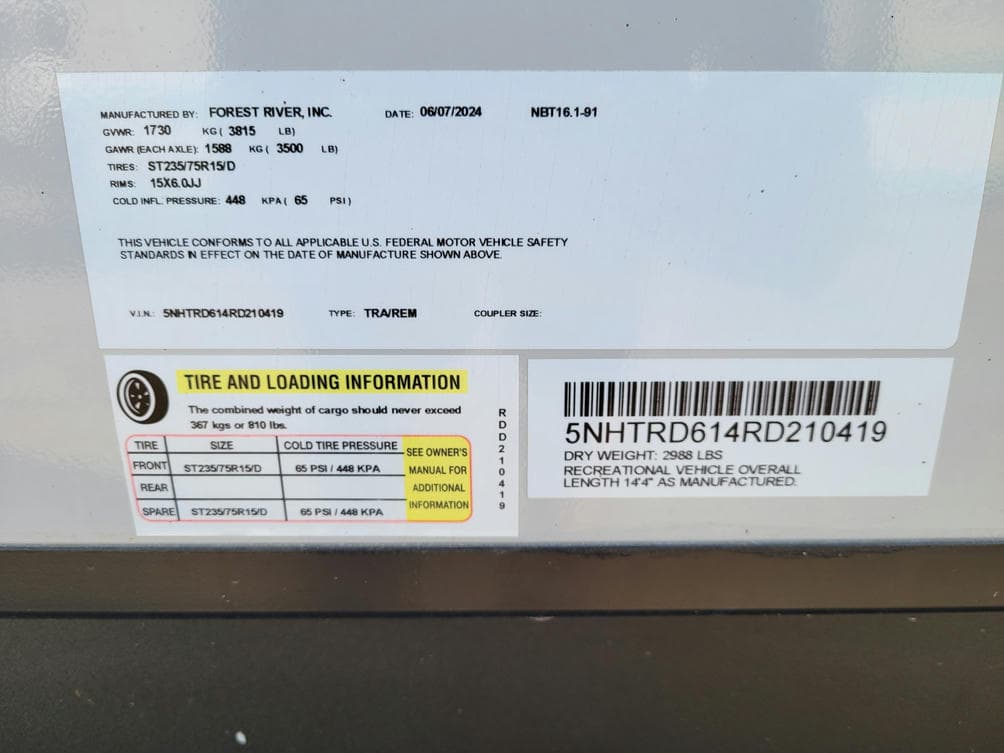 MANUFACTURED BY: FOREST RIVER, INC. DATE: 06/07/2024 NBT16.1-91
GVWR: 1730 KG( 3815 LB)
GAWR (EACH AXLE): 1588 KG( 3500 LB)
TIRES: ST235/75R15/D
RIMS: 15X6.0JJ
COLD INFL. PRESSURE: 448 KPA( 65 PSI)
THIS VEHICLE CONFORMS TO ALL APPLICABLE U.S. FEDERAL MOTOR VEHICLE SAFETY
STANDARDS IN EFFECT ON THE DATE OF MANUFACTURE SHOWN ABOVE.
V.I.N.: 5NHTRD614RD210419 TYPE: TRA/REM COUPLER SIZE:
TIRE AND LOADING INFORMATION
The combined weight of cargo should never exceed
367 kgs or 810 lbs.
TIRE SIZE COLD TIRE PRESSURE
FRONT ST235/75R15/D 65 PSI / 448 KPA
REAR
SPARE ST235/75R15/D 65 PSI / 448 KPA
SEE OWNER'S
MANUAL FOR
ADDITIONAL
INFORMATION
RDD210419
5NHTRD614RD210419
DRY WEIGHT: 2988 LBS
RECREATIONAL VEHICLE OVERALL
LENGTH 14'4" AS MANUFACTURED.